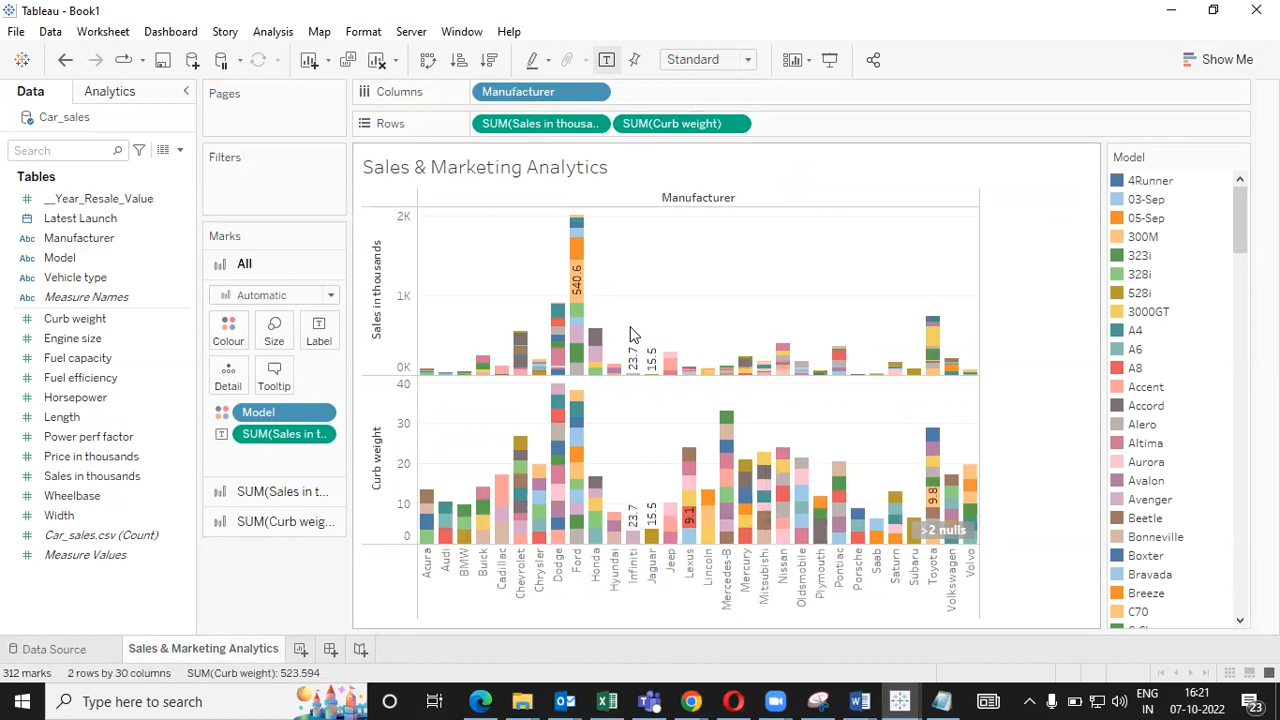 Tableau - Book1
File Data Worksheet Dashboard Story Analysis Map Format Server Window Help
Standard
Show Me
Data Analytics
Car_sales
Search
Tables
__Year_Resale_Value
Latest Launch
Abc Manufacturer
Abc Model
Abc Vehicle type
Abc Measure Names
Curb weight
Engine size
Fuel capacity
Fuel efficiency
Horsepower
Length
Power perf factor
Price in thousands
Sales in thousands
Wheelbase
Width
Car_sales.csv (Count)
Measure Values
Pages
Filters
Marks
All
Automatic
Colour Size Label
Detail Tooltip
Model
SUM(Sales in t..
SUM(Sales in t...
SUM(Curb weig...
Columns Manufacturer
Rows SUM(Sales in thousa.. SUM(Curb weight)
Sales & Marketing Analytics
Manufacturer
Sales in thousands
2K
1K
0K
540.6
23.7
15.5
Curb weight
40
30
20
10
0
23.7
15.5
9.1
9.8
>2 nulls
Acura
Audi
BMW
Buick
Cadillac
Chevrolet
Chrysler
Dodge
Ford
Honda
Hyundai
Infiniti
Jaguar
Jeep
Lexus
Lincoln
Mercedes-B
Mercury
Mitsubishi
Nissan
Oldsmobile
Plymouth
Pontiac
Porsche
Saab
Saturn
Subaru
Toyota
Volkswagen
Volvo
Model
4Runner
03-Sep
05-Sep
300M
323i
328i
528i
3000GT
A4
A6
A8
Accent
Accord
Alero
Altima
Aurora
Avalon
Avenger
Beetle
Bonneville
Boxter
Bravada
Breeze
C70
Data Source Sales & Marketing Analytics
312 marks 2 rows by 30 columns SUM(Curb weight): 523.594
Type here to search
ENG
IN
16:21
07-10-2022
23